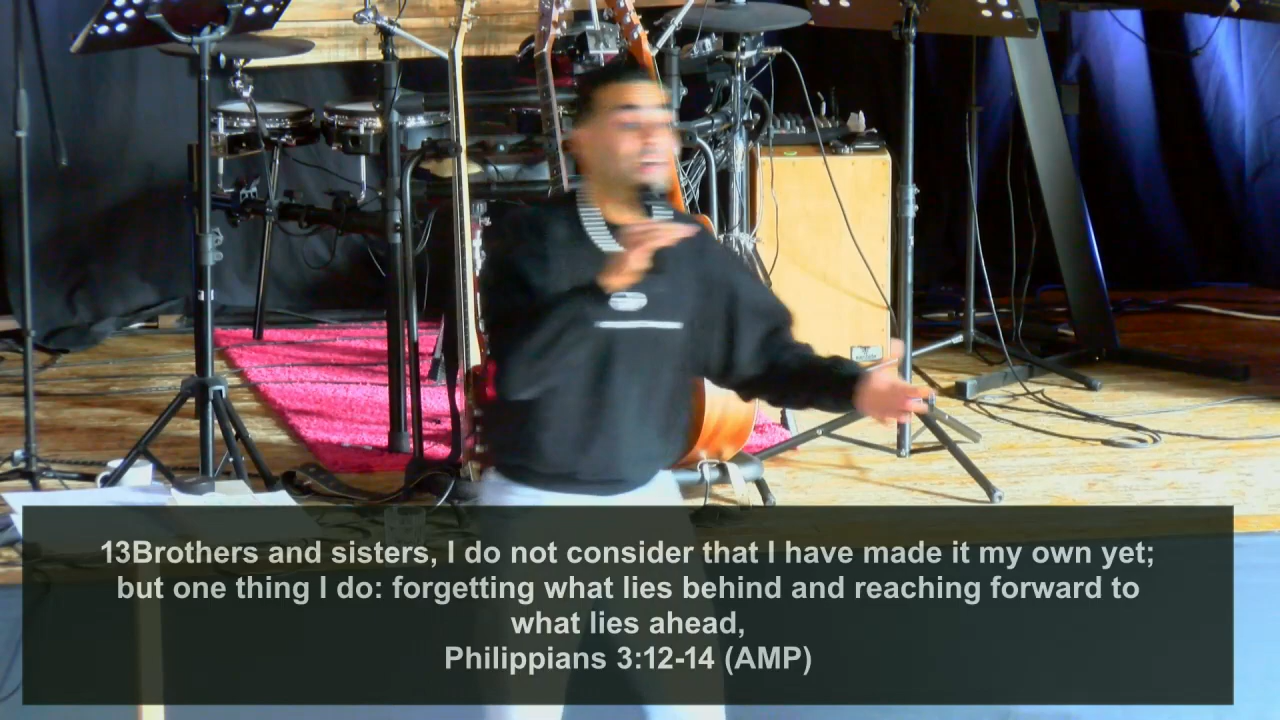 13Brothers and sisters, I do not consider that I have made it my own yet;
but one thing I do: forgetting what lies behind and reaching forward to
what lies ahead,
Philippians 3:12-14 (AMP)